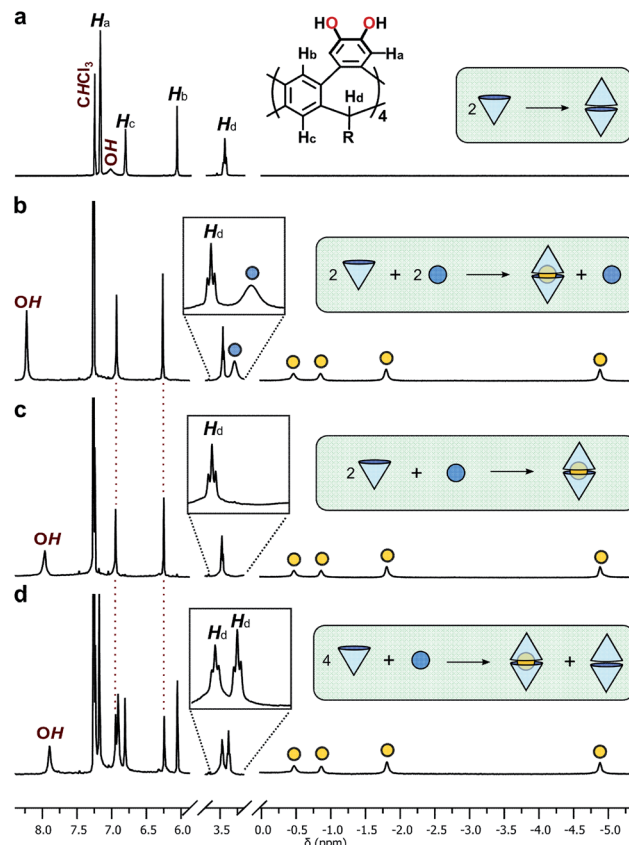 a
HO OH
Ha
CHCl3
OH
Hc
Hb
Hd
Hb
Ha
Hd
4
Hc
R
2
b
OH
Hd
2 + 2 +
c
OH
Hd
2 +
d
OH
Hd Hd
4 + +
8.0 7.5 7.0 6.5 6.0 3.5 0.0 -0.5 -1.0 -1.5 -2.0 -2.5 -3.0 -3.5 -4.0 -4.5 -5.0
δ (ppm)